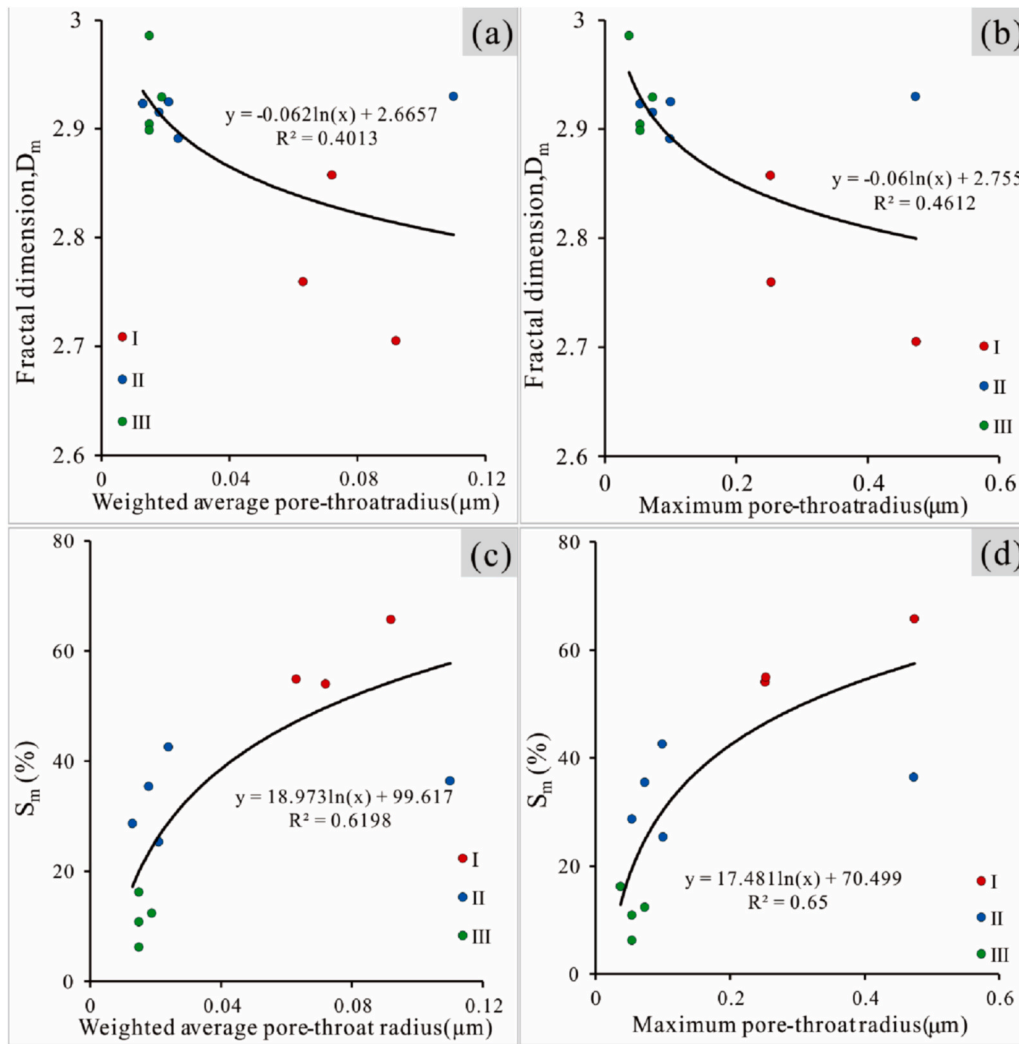 (a)
3
2.9
2.8
2.7
2.6
Fractal dimension,Dm
y = -0.062ln(x) + 2.6657
R² = 0.4013
I
II
III
0
0.04
0.08
0.12
Weighted average pore-throatradius(μm)
(b)
3
2.9
2.8
2.7
2.6
Fractal dimension,Dm
y = -0.06ln(x) + 2.755
R² = 0.4612
I
II
III
0
0.2
0.4
0.6
Maximum pore-throatradius(μm)
(c)
80
60
40
20
0
Sm (%)
y = 18.973ln(x) + 99.617
R² = 0.6198
I
II
III
0
0.04
0.08
0.12
Weighted average pore-throat radius(μm)
(d)
80
60
40
20
0
Sm (%)
y = 17.481ln(x) + 70.499
R² = 0.65
I
II
III
0
0.2
0.4
0.6
Maximum pore-throatradius(μm)